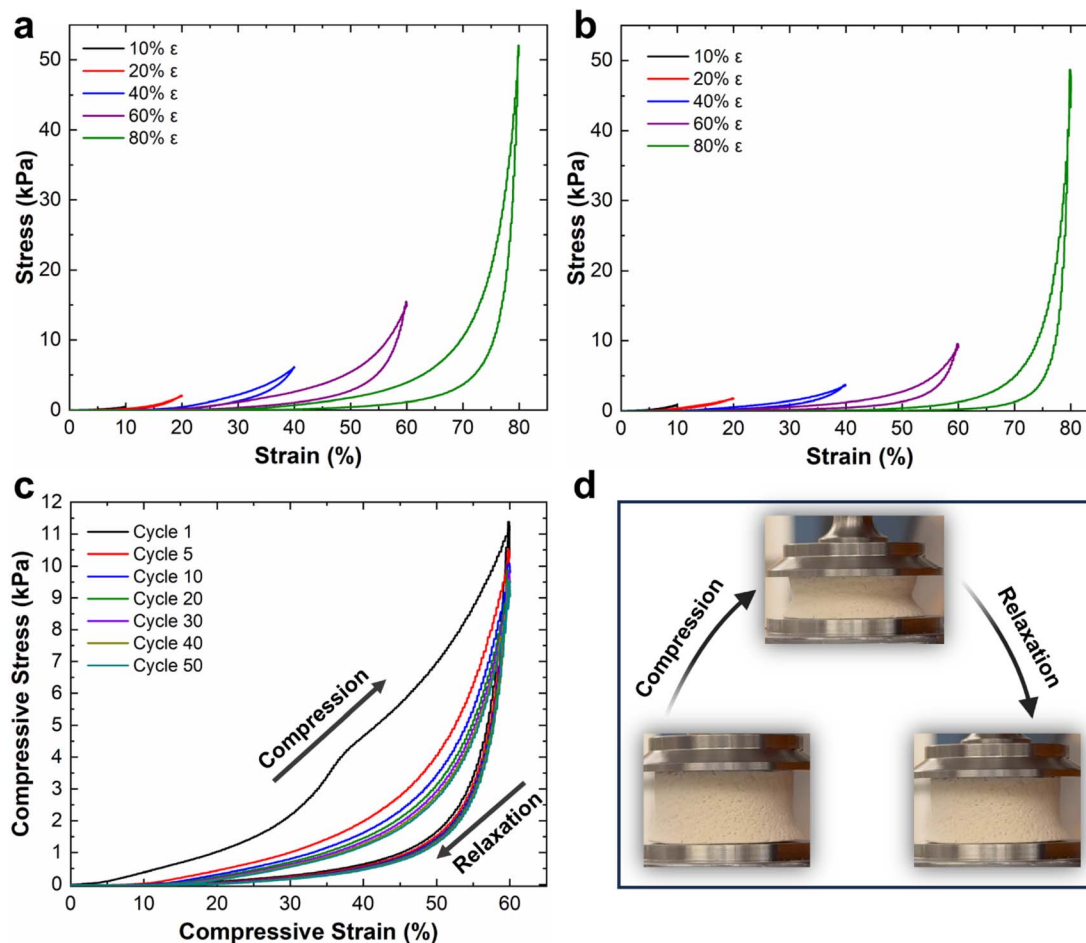 a
50
40
30
20
10
0
Stress (kPa)
10% ε
20% ε
40% ε
60% ε
80% ε
0 10 20 30 40 50 60 70 80
Strain (%)
b
50
40
30
20
10
0
Stress (kPa)
10% ε
20% ε
40% ε
60% ε
80% ε
0 10 20 30 40 50 60 70 80
Strain (%)
c
12
11
10
9
8
7
6
5
4
3
2
1
0
Compressive Stress (kPa)
Cycle 1
Cycle 5
Cycle 10
Cycle 20
Cycle 30
Cycle 40
Cycle 50
Compression
Relaxation
0 10 20 30 40 50 60
Compressive Strain (%)
d
Compression
Relaxation